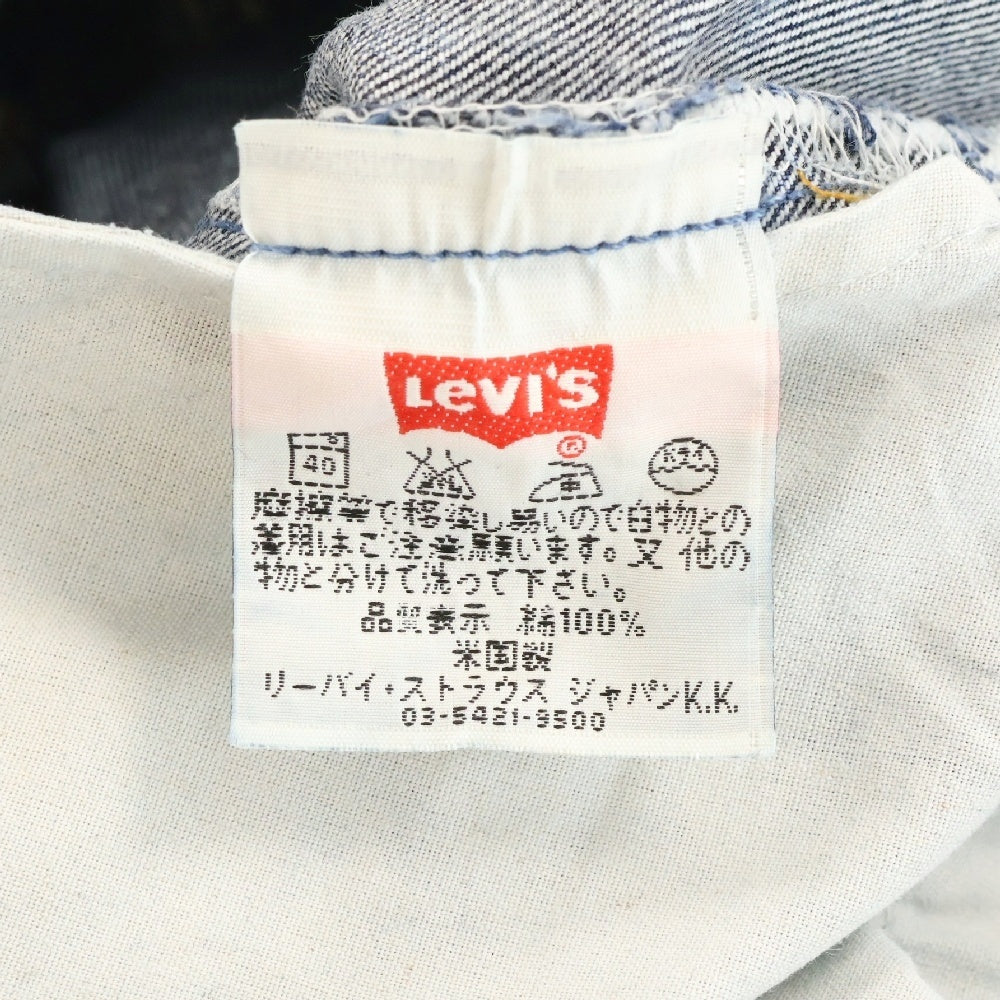 LEVI'S
®
40
摩擦等で移染し易いので白物との
着用はご注意願います。又 他の
物と分けて洗って下さい。
品質表示 綿100%
米国製
リーバイ・ストラウス ジャパンK.K.
03-5421-9500